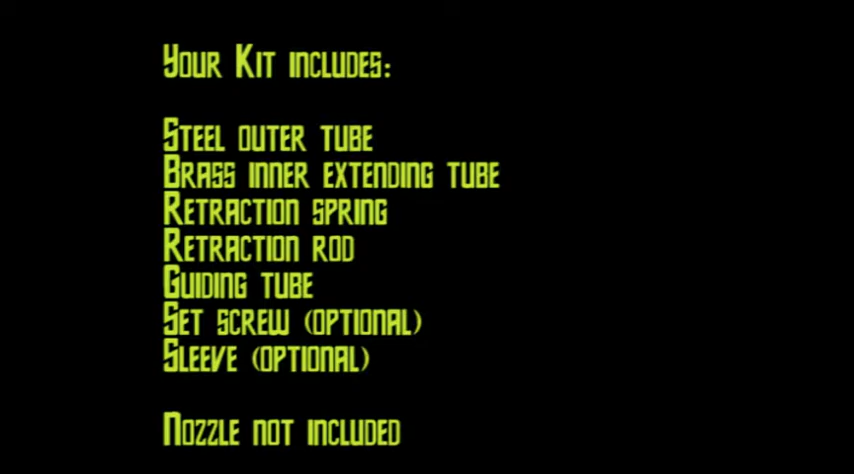 Your Kit includes:
Steel outer tube
Brass inner extending tube
Retraction spring
Retraction rod
Guiding tube
Set screw (optional)
Sleeve (optional)
Nozzle not included